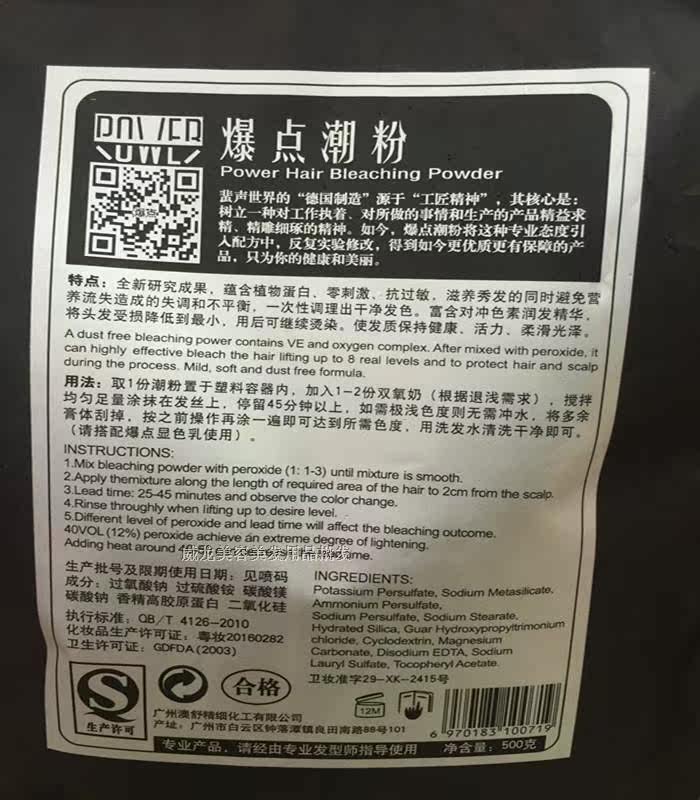 POWER
OWL
爆点潮粉
Power Hair Bleaching Powder
爆点
蜚声世界的“德国制造”源于“工匠精神”，其核心是：
树立一种对工作执着、对所做的事情和生产的产品精益求
精、精雕细琢的精神。如今，爆点潮粉将这种专业态度引
入配方中，反复实验修改，得到如今更优质更有保障的产
品，只为你的健康和美丽。
特点：全新研究成果，蕴含植物蛋白、零刺激、抗过敏，滋养秀发的同时避免营
养流失造成的失调和不平衡，一次性调理出干净发色。富含对冲色素润发精华，
将头发受损降低到最小，用后可继续烫染。使发质保持健康、活力、柔滑光泽。
A dust free bleaching power contains VE and oxygen complex. After mixed with peroxide, it
can highly effective bleach the hair lifting up to 8 real levels and to protect hair and scalp
during the process. Mild, soft and dust free formula.
用法：取1份潮粉置于塑料容器内，加入1-2份双氧奶（根据退浅需求），搅拌
均匀足量涂抹在发丝上，停留45分钟以上，如需极浅色度则无需冲水，将多余
膏体刮掉，按之前操作再涂一遍即可达到所需色度，用洗发水清洗干净即可。
（请搭配爆点显色乳使用）。
INSTRUCTIONS:
1.Mix bleaching powder with peroxide (1: 1-3) until mixture is smooth.
2.Apply themixture along the length of required area of the hair to 2cm from the scalp.
3.Lead time: 25-45 minutes and observe the color change.
4.Rinse throughly when lifting up to desire level.
5.Different level of peroxide and lead time will affect the bleaching outcome.
40VOL (12%) peroxide achieve an extreme degree of lightening.
Adding heat around time.
威龙美容美发用品热线
生产批号及限期使用日期：见喷码
成分：过氧酸钠 过硫酸铵 碳酸镁
碳酸钠 香精高胶原蛋白 二氧化硅
执行标准：QB/T 4126-2010
化妆品生产许可证：粤妆20160282
卫生许可证：GDFDA(2003)
INGREDIENTS:
Potassium Persulfate, Sodium Metasilicate,
Ammonium Persulfate,
Sodium Persulfate, Sodium Stearate,
Hydrated Silica, Guar Hydroxypropyltrimonium
chloride, Cyclodextrin, Magnesium
Carbonate, Disodium EDTA, Sodium
Lauryl Sulfate, Tocopheryl Acetate.
卫妆准字29-XK-2415号
生产许可
合格
12M
广州澳舒精细化工有限公司
产址：广州市白云区钟落潭镇良田南路88号101
6 970183 100719
专业产品，请经由专业发型师指导使用
净含量：500克